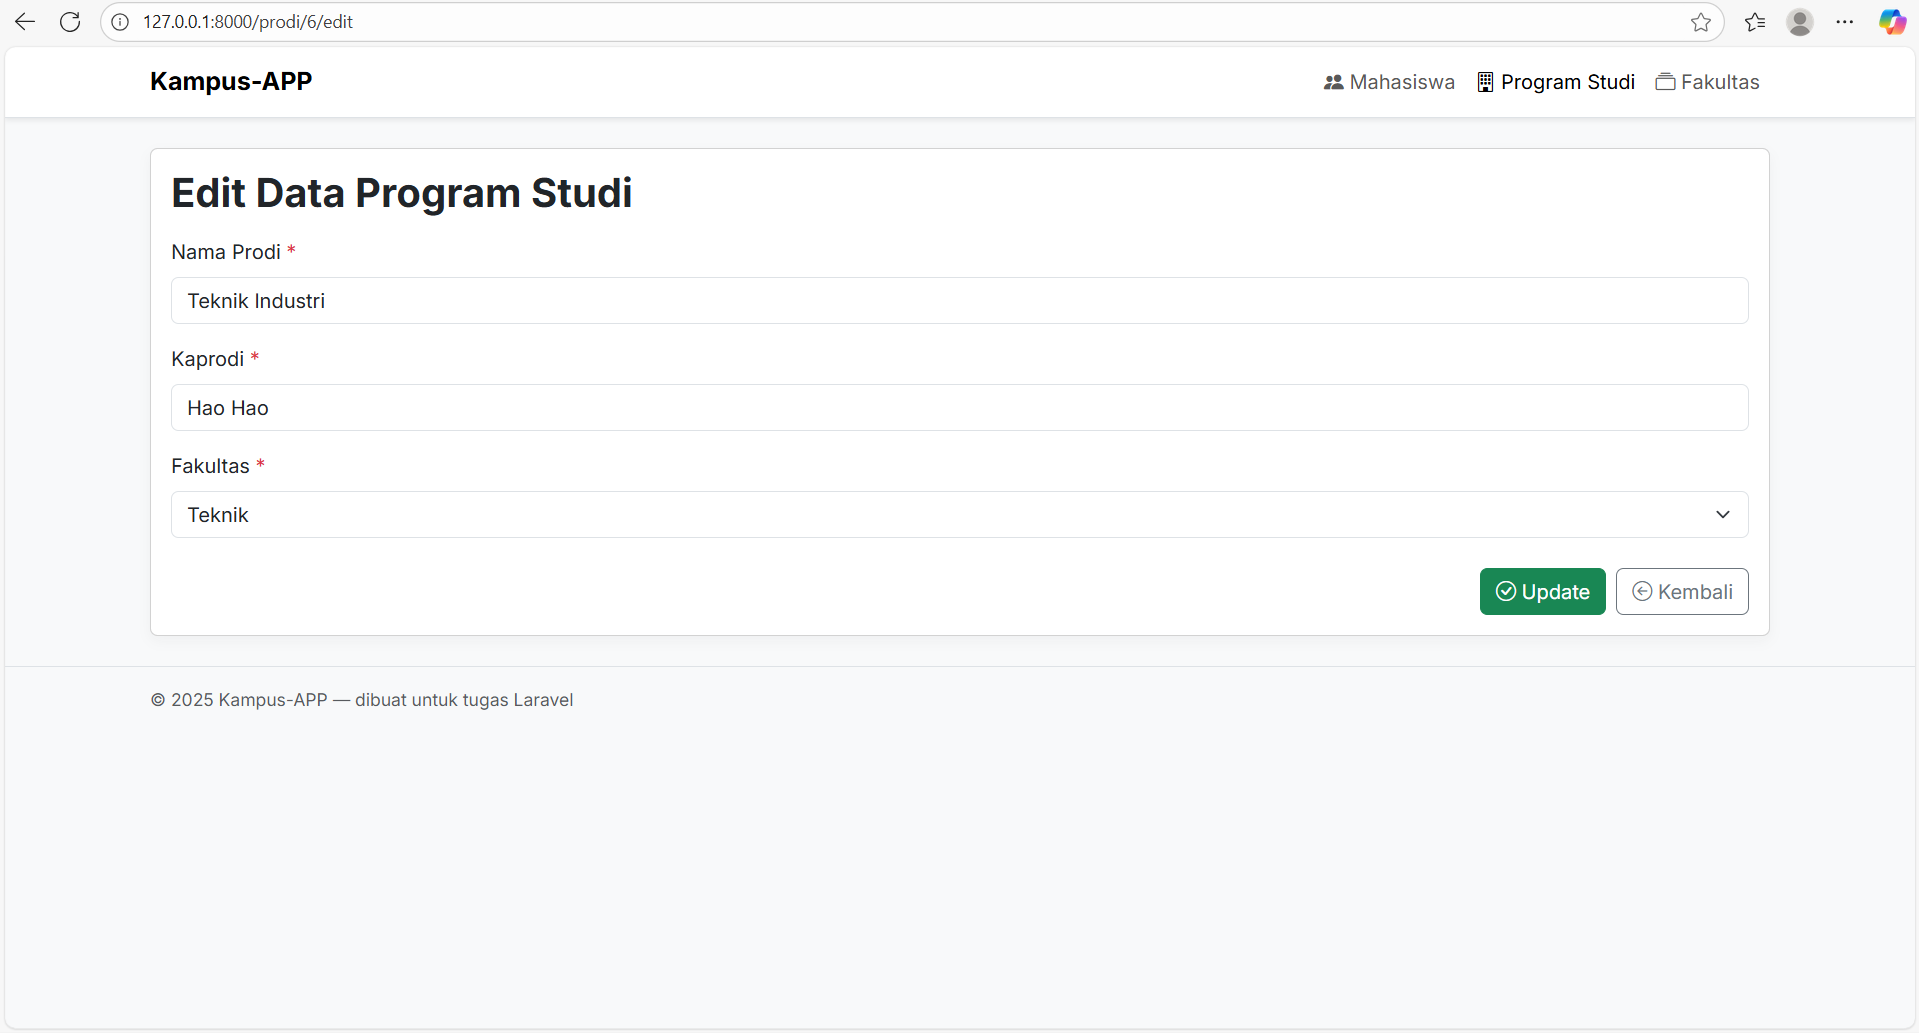 127.0.0.1:8000/prodi/6/edit
Kampus-APP
Mahasiswa
Program Studi
Fakultas
Edit Data Program Studi
Nama Prodi *
Teknik Industri
Kaprodi *
Hao Hao
Fakultas *
Teknik
Update
Kembali
© 2025 Kampus-APP — dibuat untuk tugas Laravel